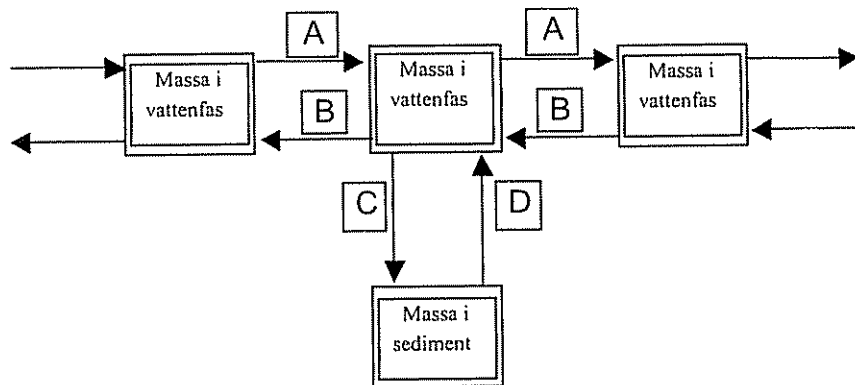 A
A
Massa i
vattenfas
Massa i
vattenfas
Massa i
vattenfas
B
B
C
D
Massa i
sediment